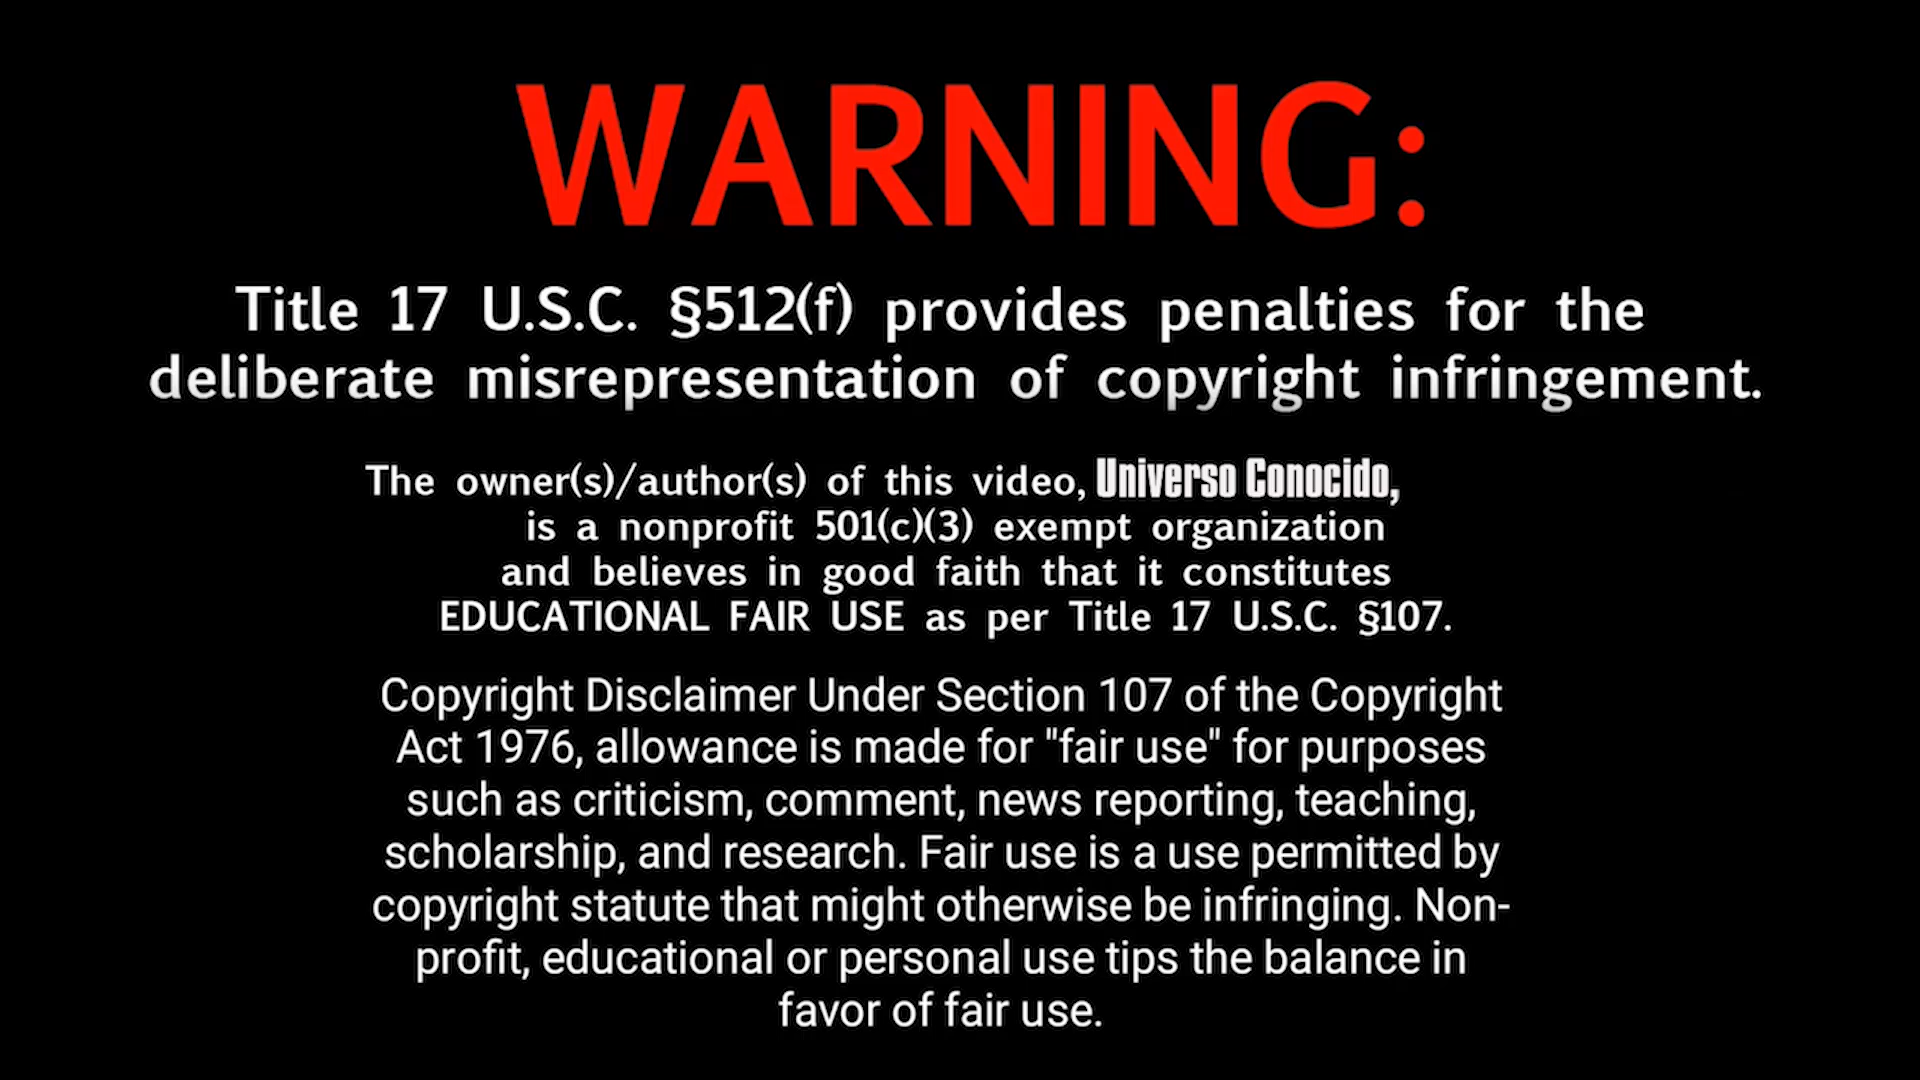 WARNING:
Title 17 U.S.C. §512(f) provides penalties for the
deliberate misrepresentation of copyright infringement.
The owner(s)/author(s) of this video, Universo Conocido,
is a nonprofit 501(c)(3) exempt organization
and believes in good faith that it constitutes
EDUCATIONAL FAIR USE as per Title 17 U.S.C. §107.
Copyright Disclaimer Under Section 107 of the Copyright
Act 1976, allowance is made for "fair use" for purposes
such as criticism, comment, news reporting, teaching,
scholarship, and research. Fair use is a use permitted by
copyright statute that might otherwise be infringing. Non-
profit, educational or personal use tips the balance in
favor of fair use.